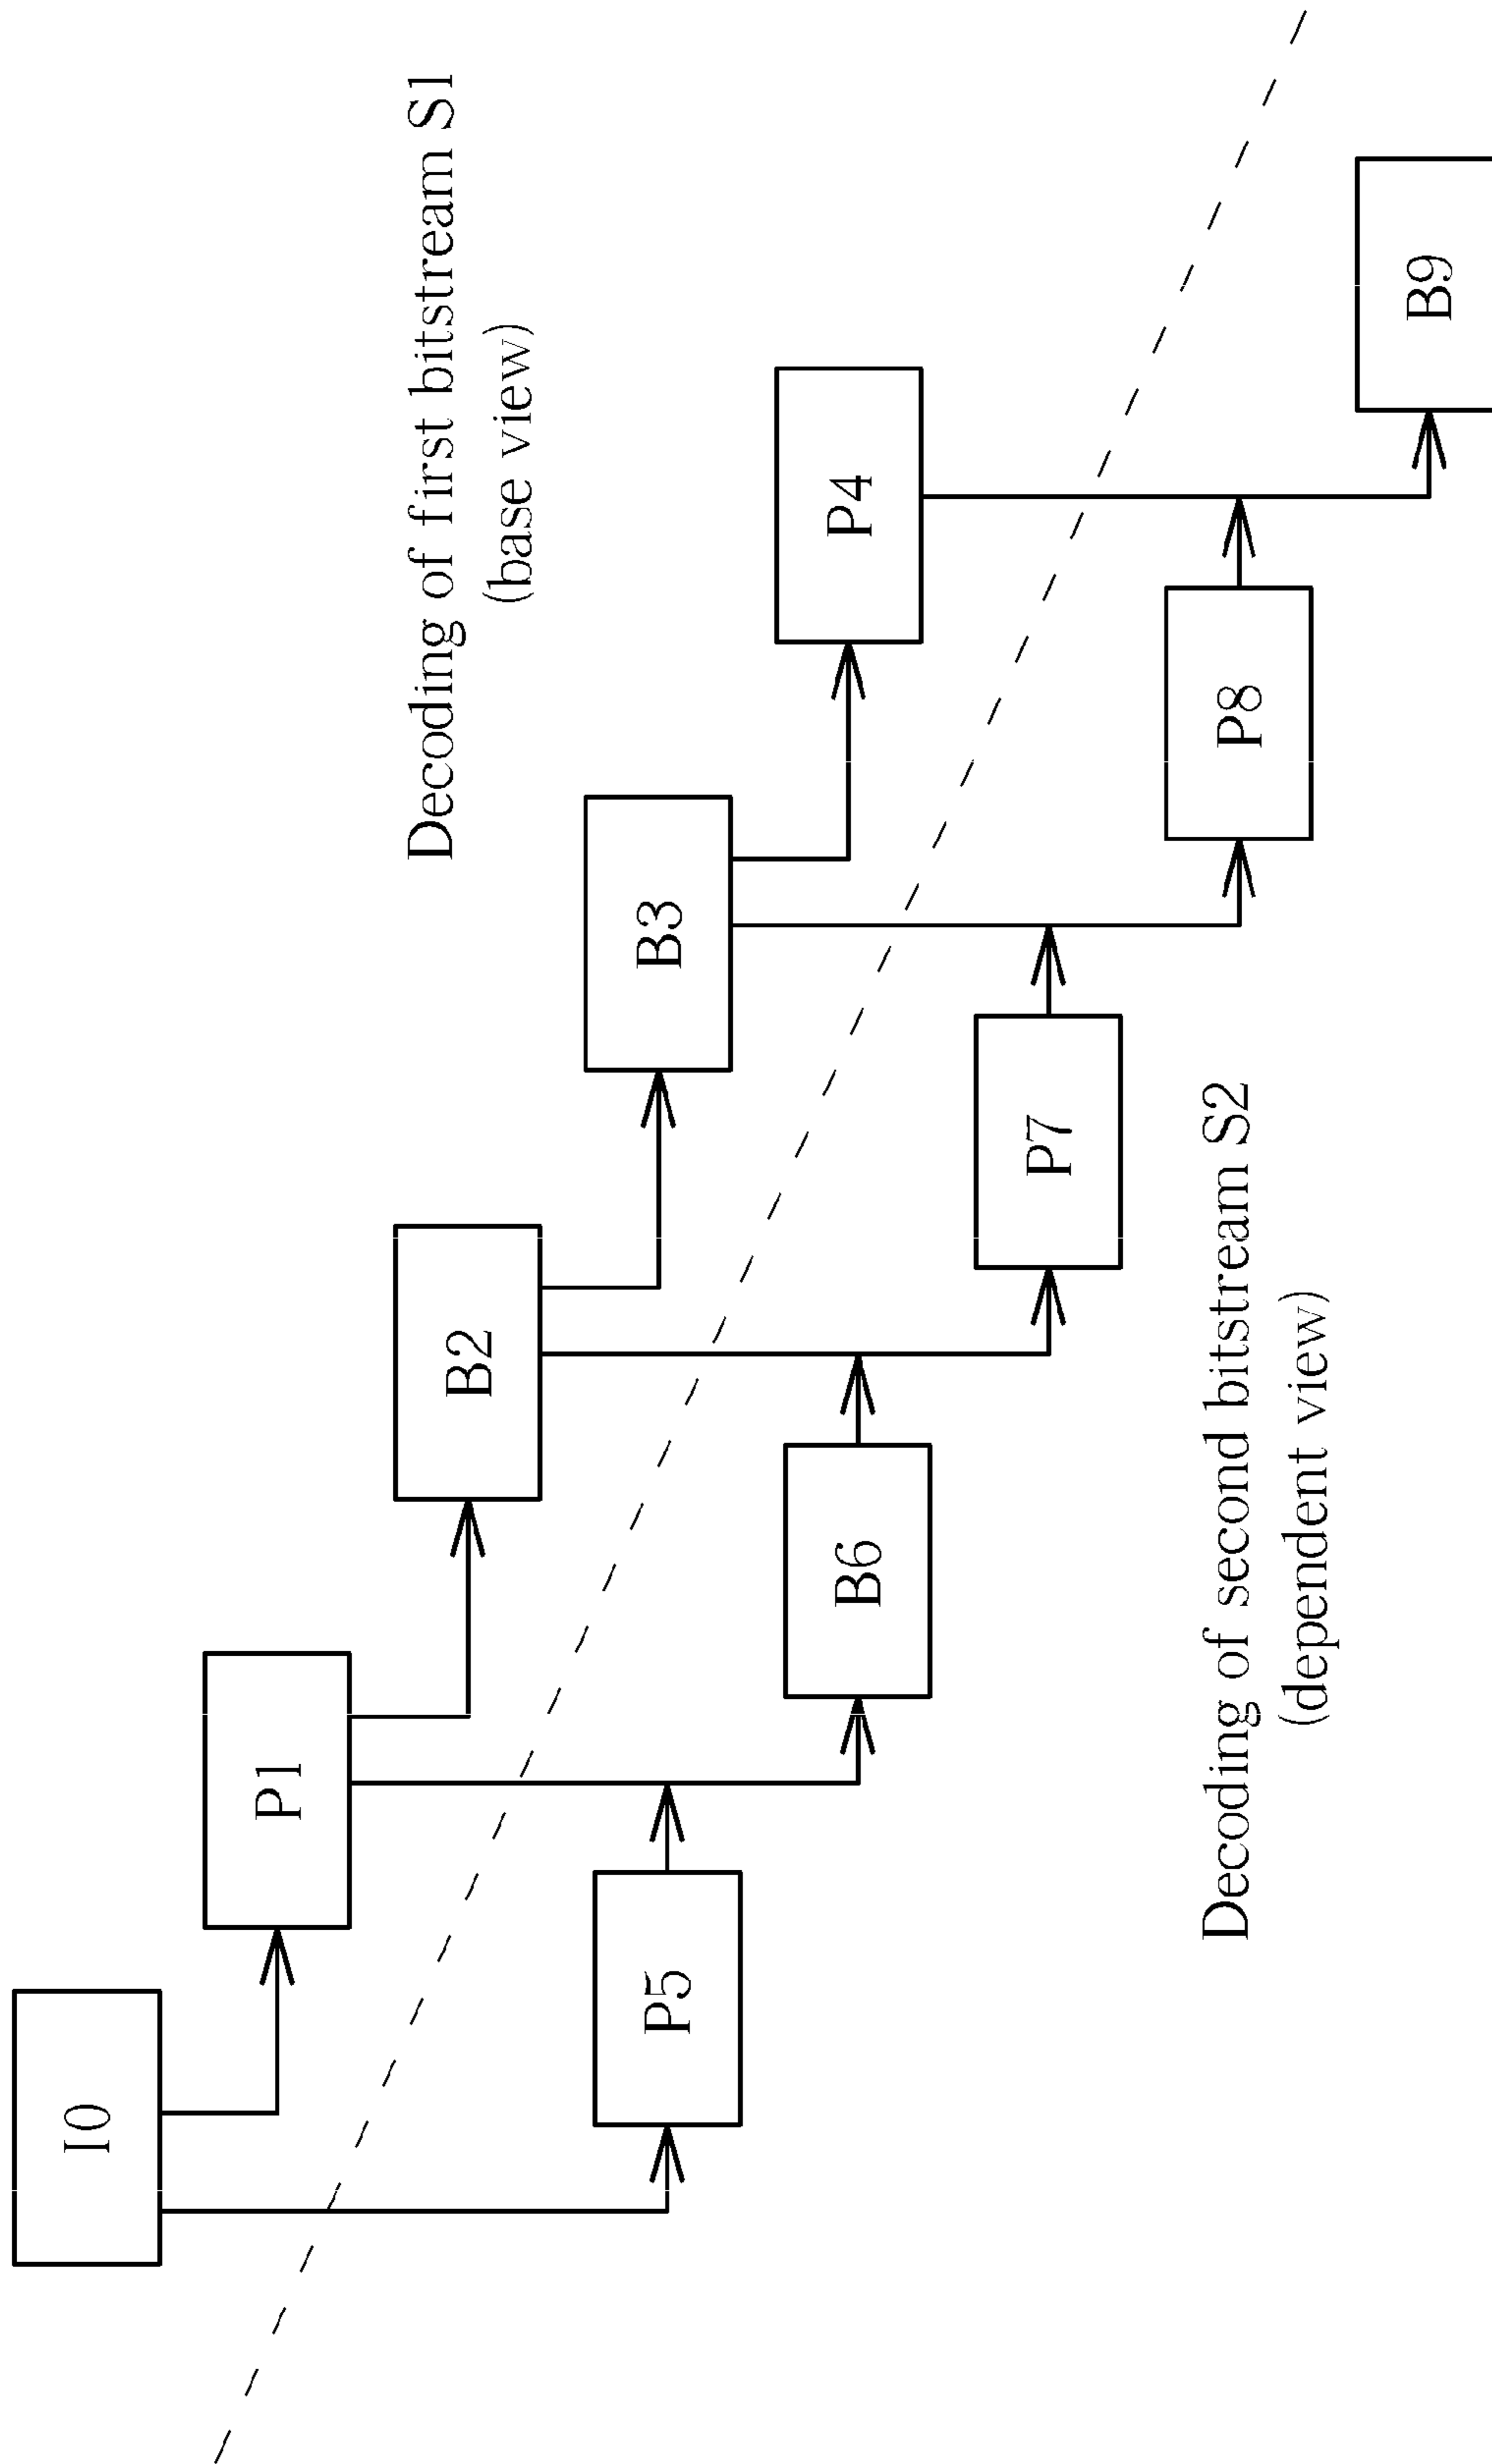 Decoding of first bitstream S1
(base view)
I0
P1
B2
B3
P4
P5
B6
P7
P8
B9
Decoding of second bitstream S2
(dependent view)